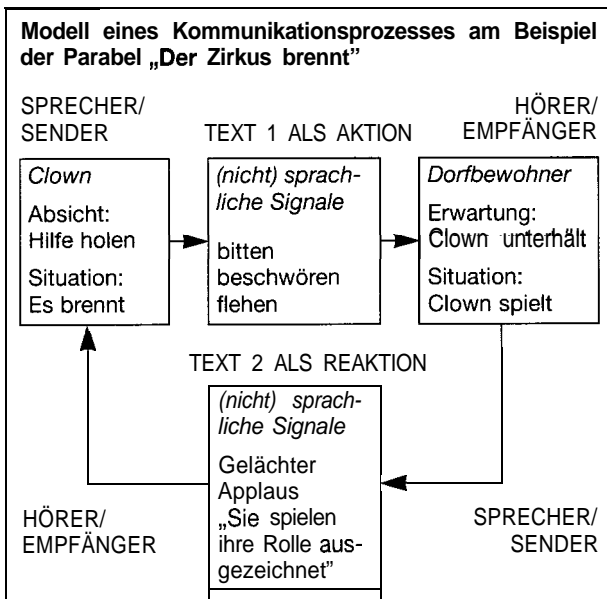 Modell eines Kommunikationsprozesses am Beispiel
der Parabel „Der Zirkus brennt”
SPRECHER/
SENDER
TEXT 1 ALS AKTION
HÖRER/
EMPFÄNGER
Clown
Absicht:
Hilfe holen
Situation:
Es brennt
(nicht) sprach-
liche Signale
bitten
beschwören
flehen
Dorfbewohner
Erwartung:
Clown unterhält
Situation:
Clown spielt
TEXT 2 ALS REAKTION
(nicht) sprach-
liche Signale
Gelächter
Applaus
„Sie spielen
ihre Rolle aus-
gezeichnet”
HÖRER/
EMPFÄNGER
SPRECHER/
SENDER